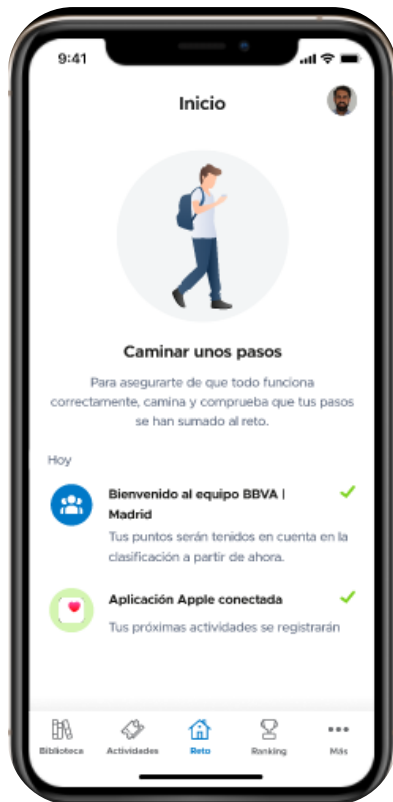 9:41
Inicio
Caminar unos pasos
Para asegurarte de que todo funciona
correctamente, camina y comprueba que tus pasos
se han sumado al reto.
Hoy
Bienvenido al equipo BBVA |
Madrid
Tus puntos serán tenidos en cuenta en la
clasificación a partir de ahora.
Aplicación Apple conectada
Tus próximas actividades se registrarán
Biblioteca Actividades Reto Ranking Más